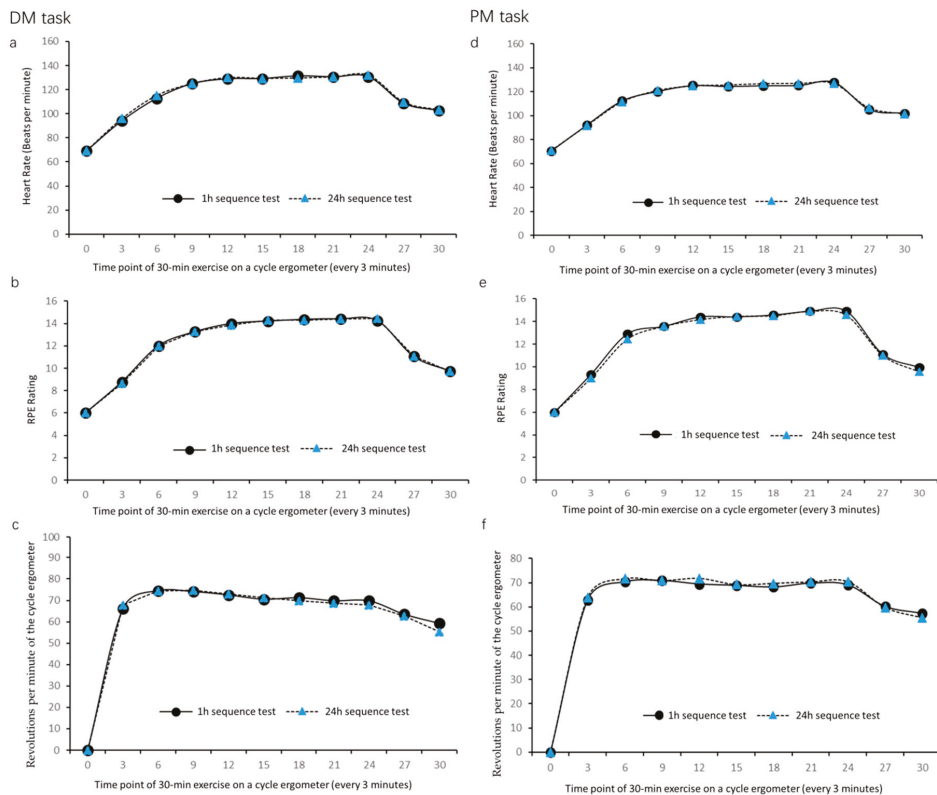 DM task
a
160
140
120
100
80
60
40
20
0
Heart Rate (Beats per minute)
1h sequence test 24h sequence test
0 3 6 9 12 15 18 21 24 27 30
Time point of 30-min exercise on a cycle ergometer (every 3 minutes)
b
16
14
12
10
8
6
4
2
0
RPE Rating
1h sequence test 24h sequence test
0 3 6 9 12 15 18 21 24 27 30
Time point of 30-min exercise on a cycle ergometer (every 3 minutes)
c
100
90
80
70
60
50
40
30
20
10
0
Revolutions per minute of the cycle ergometer
1h sequence test 24h sequence test
0 3 6 9 12 15 18 21 24 27 30
Time point of 30-min exercise on a cycle ergometer (every 3 minutes)
PM task
d
160
140
120
100
80
60
40
20
0
Heart Rate (Beats per minute)
1h sequence test 24h sequence test
0 3 6 9 12 15 18 21 24 27 30
Time point of 30-min exercise on a cycle ergometer (every 3 minutes)
e
16
14
12
10
8
6
4
2
0
RPE Rating
1h sequence test 24h sequence test
0 3 6 9 12 15 18 21 24 27 30
Time point of 30-min exercise on a cycle ergometer (every 3 minutes)
f
80
70
60
50
40
30
20
10
0
Revolutions per minute of the cycle ergometer
1h sequence test 24h sequence test
0 3 6 9 12 15 18 21 24 27 30
Time point of 30-min exercise on a cycle ergometer (every 3 minutes)